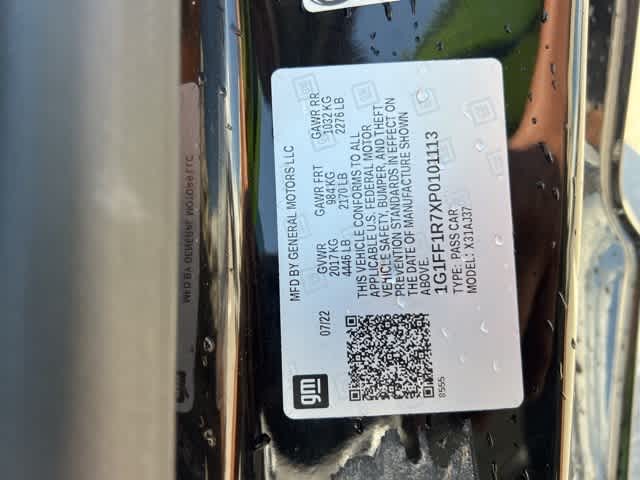 MFD BY GENERAL MOTORS LLC
07/22
GVWR GAWR FRT GAWR RR
2017 KG 984 KG 1032 KG
4446 LB 2170 LB 2276 LB
THIS VEHICLE CONFORMS TO ALL
APPLICABLE U.S. FEDERAL MOTOR
VEHICLE SAFETY, BUMPER, AND THEFT
PREVENTION STANDARDS IN EFFECT ON
THE DATE OF MANUFACTURE SHOWN
ABOVE.
1G1FF1R7XP0101113
TYPE: PASS CAR
MODEL: X31AJ37
gm
8555